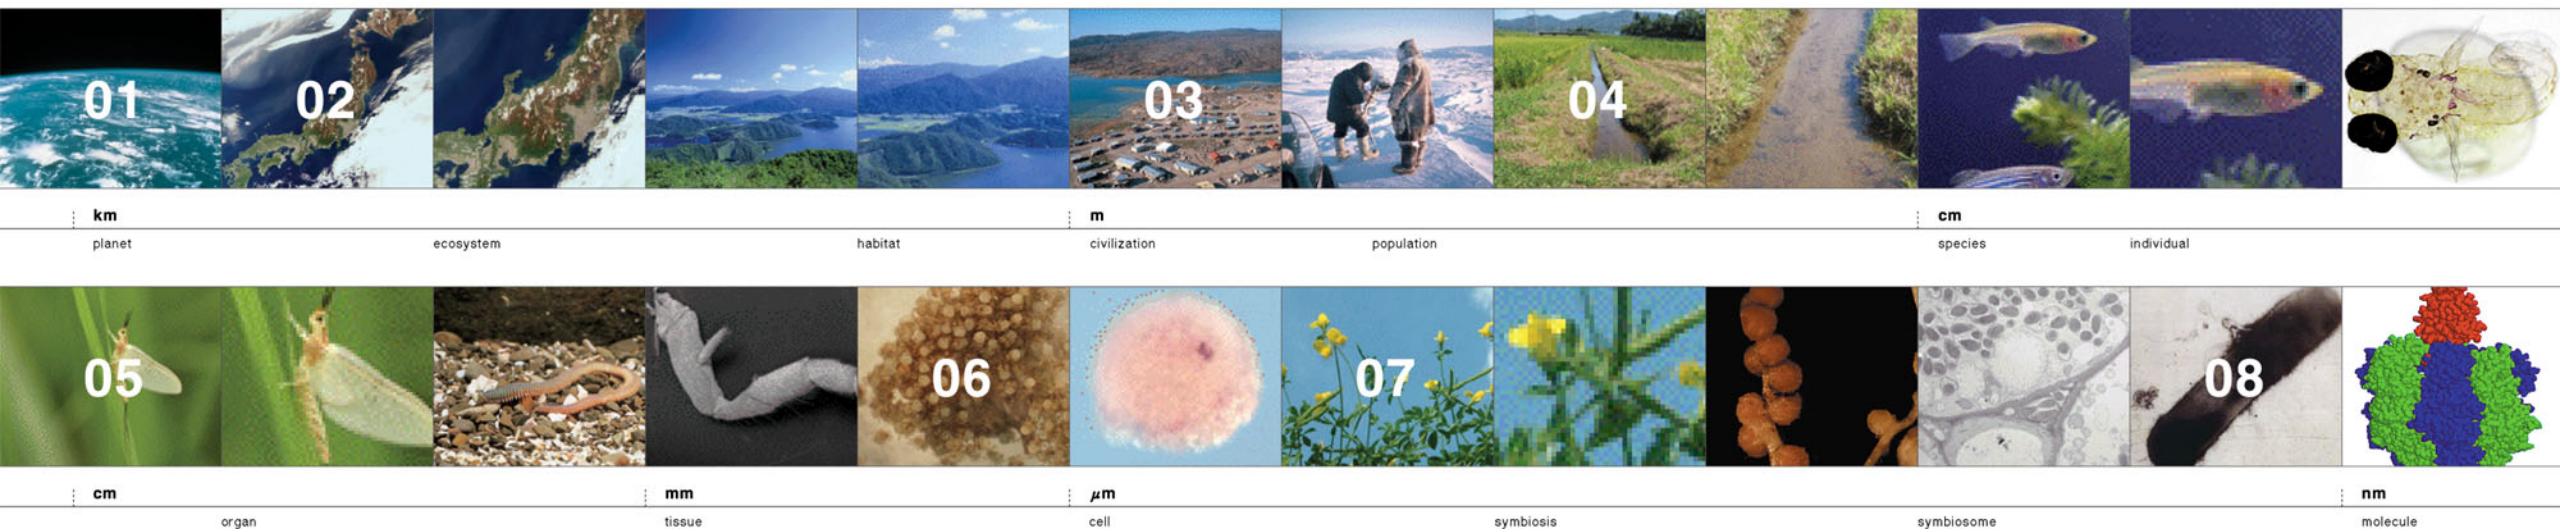 01 02 03 04
km m cm
planet ecosystem habitat civilization population species individual
05 06 07 08
cm mm μm nm
organ tissue cell symbiosis symbiosome molecule